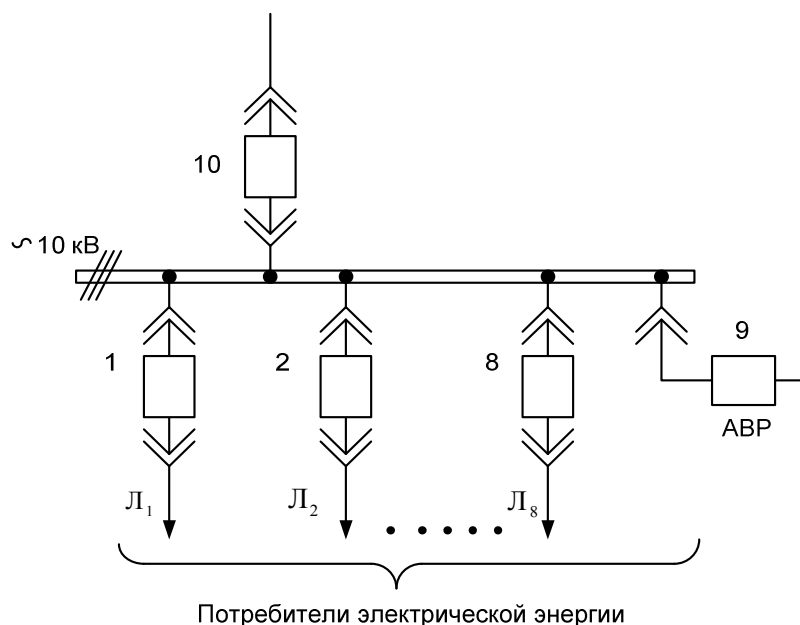 10
~ 10 кВ
1
2
8
9
АВР
Л1
Л2
Л8
Потребители электрической энергии